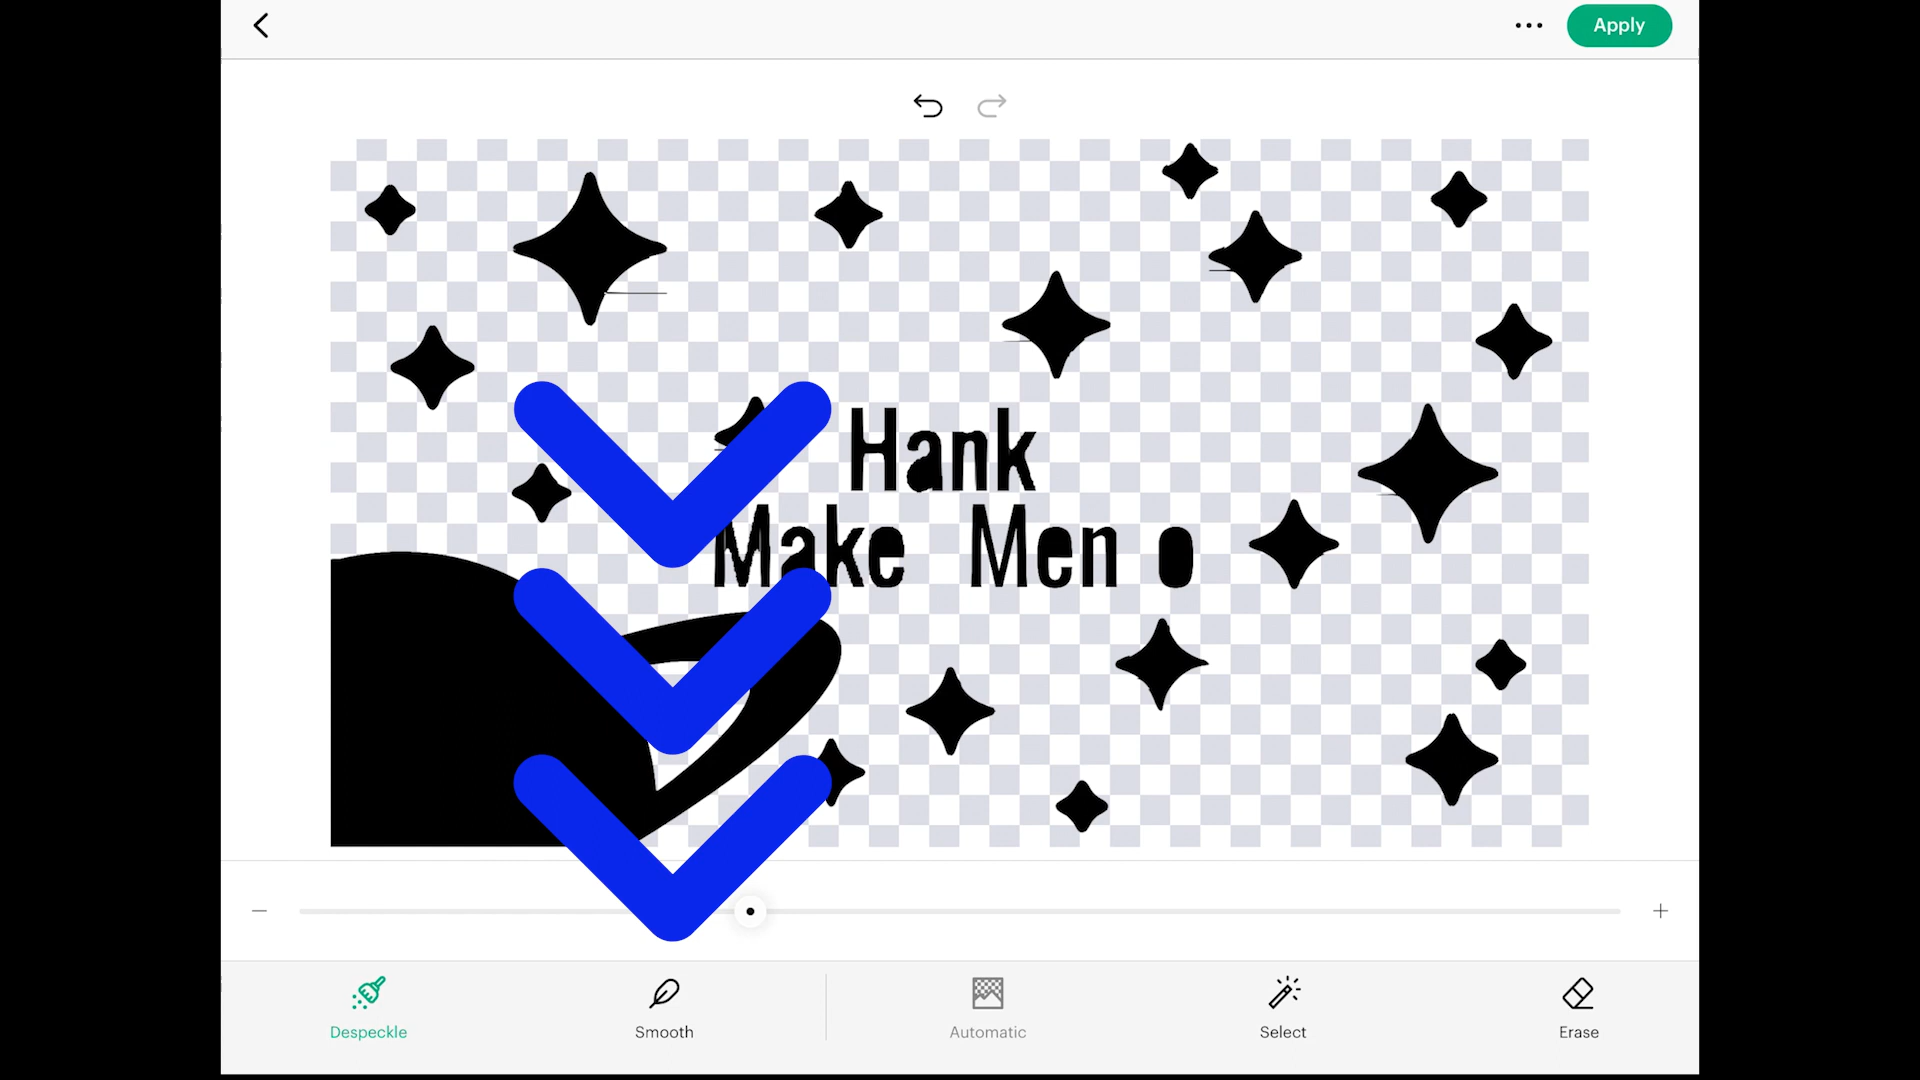 Apply
Hank
Make Men o
Despeckle
Smooth
Automatic
Select
Erase